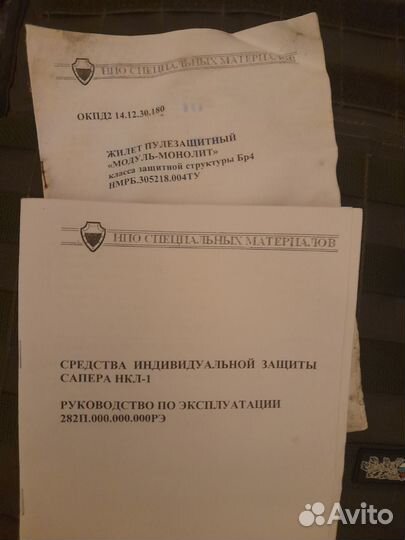 НПО СПЕЦИАЛЬНЫХ МАТЕРИАЛОВ
ОКПД2 14.12.30.180
ЖИЛЕТ ПУЛЕЗАЩИТНЫЙ
«МОДУЛЬ-МОНОЛИТ»
класса защитной структуры Бр4
НМРБ.305218.004ТУ
НПО СПЕЦИАЛЬНЫХ МАТЕРИАЛОВ
СРЕДСТВА ИНДИВИДУАЛЬНОЙ ЗАЩИТЫ
САПЕРА НКЛ-1
РУКОВОДСТВО ПО ЭКСПЛУАТАЦИИ
282П.000.000.000РЭ
Avito